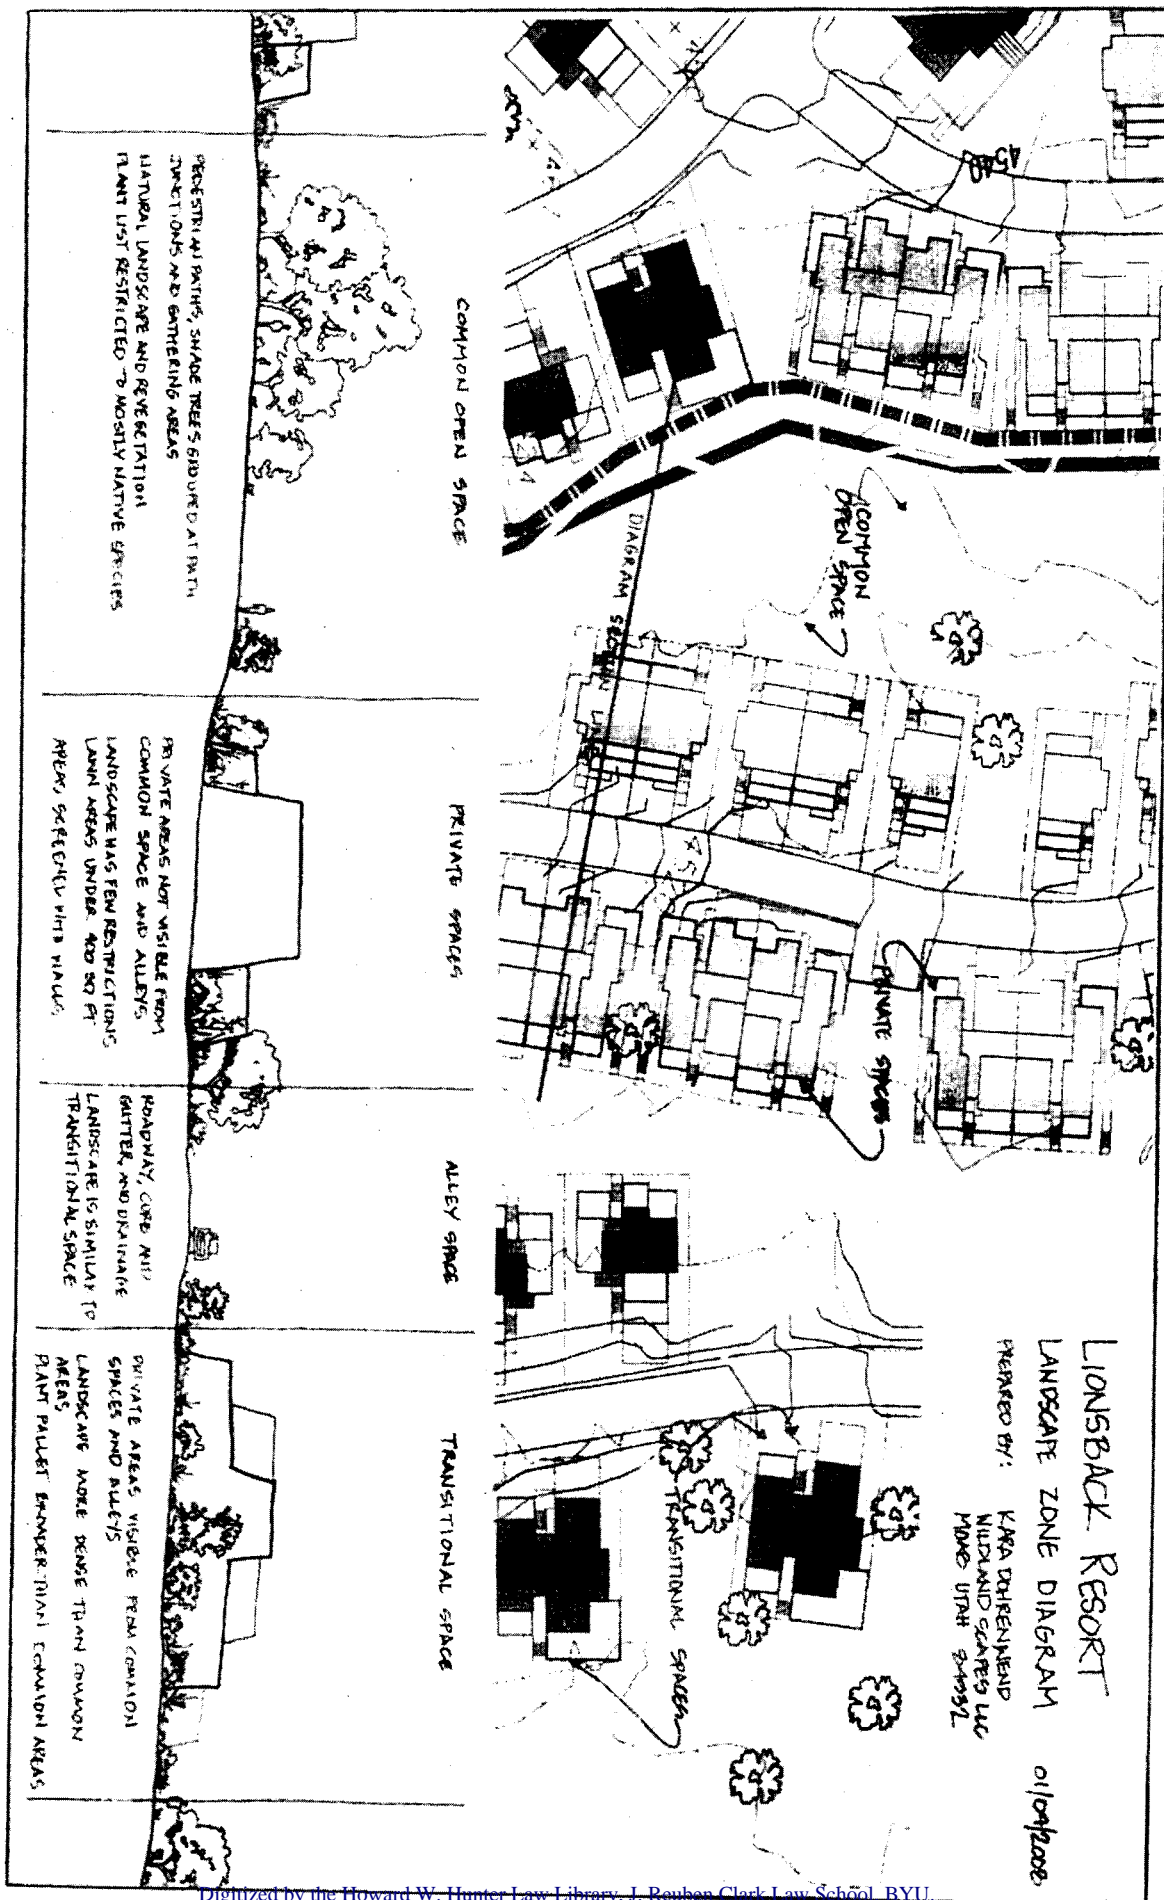 LIONSBACK RESORT
LANDSCAPE ZONE DIAGRAM 01/09/2008
PREPARED BY: KARA DOHRENWEND
WILDLAND SCAPES LLC
MOAB UTAH 84532
4540
COMMON
OPEN SPACE
DIAGRAM SECTION LINE
PRIVATE SPACES
TRANSITIONAL SPACES
COMMON OPEN SPACE
PEDESTRIAN PATHS, SHADE TREES GROUPED AT PATH
JUNCTIONS AND GATHERING AREAS
NATURAL LANDSCAPE AND REVEGETATION
PLANT LIST RESTRICTED TO MOSTLY NATIVE SPECIES
PRIVATE SPACES
PRIVATE AREAS NOT VISIBLE FROM
COMMON SPACE AND ALLEYS.
LANDSCAPE HAS FEW RESTRICTIONS
LAWN AREAS UNDER 400 SQ FT
AREAS, SCREENED WITH WALLS.
ALLEY SPACE
ROADWAY, CURB AND
GUTTER, AND DRAINAGE
LANDSCAPE IS SIMILAR TO
TRANSITIONAL SPACE
TRANSITIONAL SPACE
PRIVATE AREAS VISIBLE FROM COMMON
SPACES AND ALLEYS
LANDSCAPE MORE DENSE THAN COMMON
AREAS
PLANT PALLET BROADER THAN COMMON AREAS
Digitized by the Howard W. Hunter Law Library, J. Reuben Clark Law School, BYU.